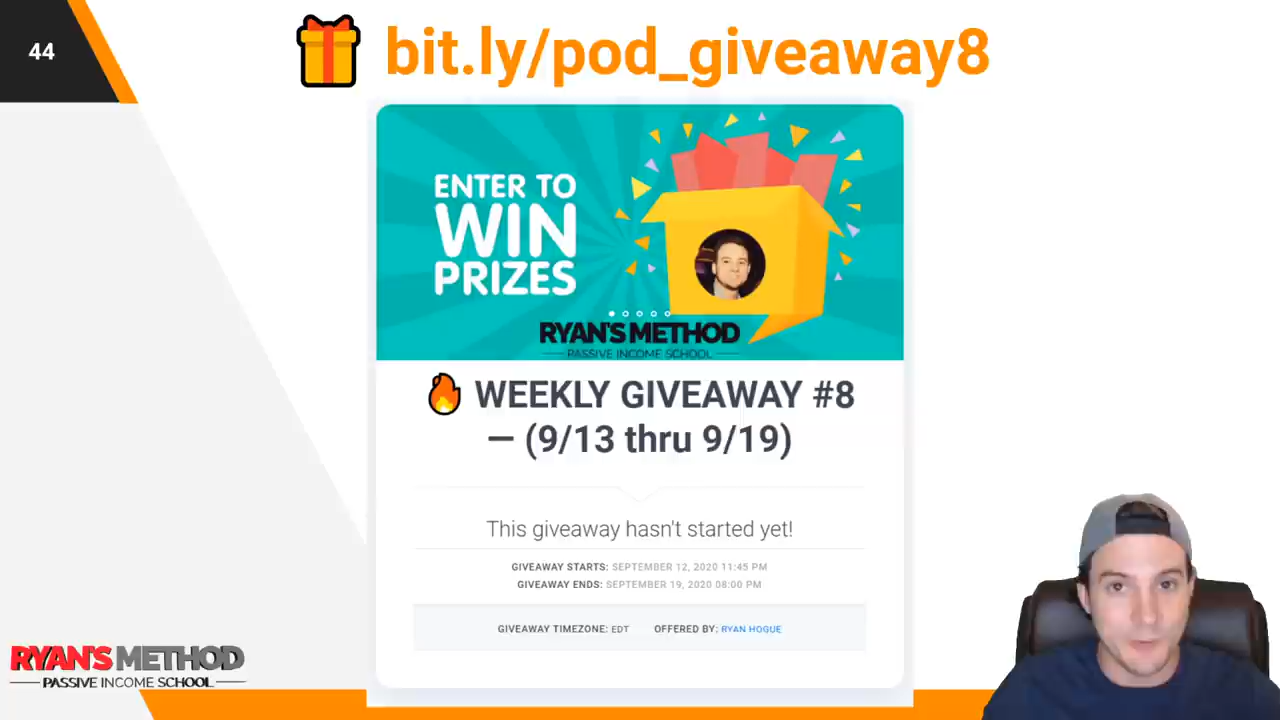 44
bit.ly/pod_giveaway8
ENTER TO
WIN
PRIZES
RYAN'S METHOD
PASSIVE INCOME SCHOOL
WEEKLY GIVEAWAY #8
— (9/13 thru 9/19)
This giveaway hasn't started yet!
GIVEAWAY STARTS: SEPTEMBER 12, 2020 11:45 PM
GIVEAWAY ENDS: SEPTEMBER 19, 2020 08:00 PM
GIVEAWAY TIMEZONE: EDT OFFERED BY: RYAN HOGUE
RYAN'S METHOD
PASSIVE INCOME SCHOOL